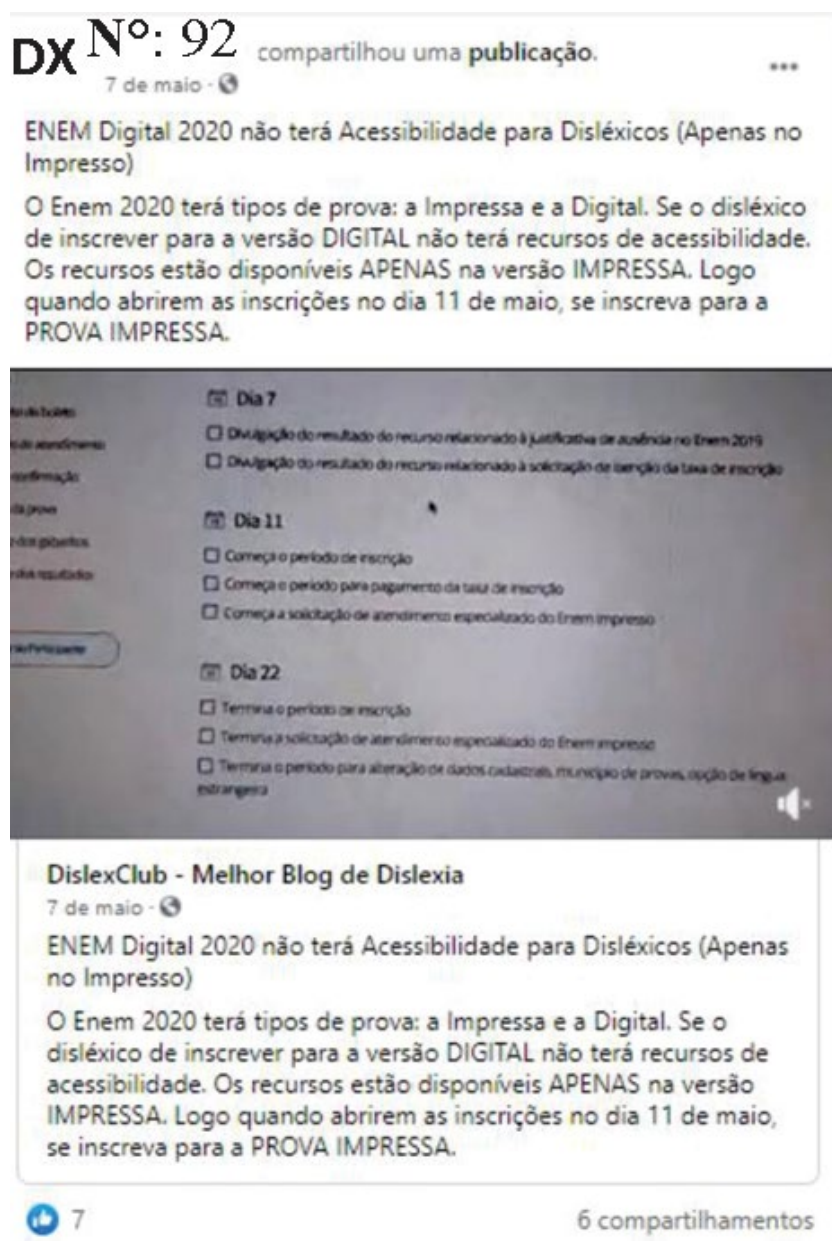 DX Nº: 92 compartilhou uma publicação.
7 de maio ·
ENEM Digital 2020 não terá Acessibilidade para Disléxicos (Apenas no
Impresso)
O Enem 2020 terá tipos de prova: a Impressa e a Digital. Se o disléxico
de inscrever para a versão DIGITAL não terá recursos de acessibilidade.
Os recursos estão disponíveis APENAS na versão IMPRESSA. Logo
quando abrirem as inscrições no dia 11 de maio, se inscreva para a
PROVA IMPRESSA.
Dia 7
Divulgação do resultado do recurso relacionado à justificativa de ausência no Enem 2019
Divulgação do resultado do recurso relacionado à solicitação de isenção da taxa de inscrição
Dia 11
Começa o período de inscrição
Começa o período para pagamento da taxa de inscrição
Começa a solicitação de atendimento especializado do Enem impresso
Dia 22
Termina o período de inscrição
Termina a solicitação de atendimento especializado do Enem impresso
Termina o período para alteração de dados cadastrais, município de provas, opção de língua
estrangeira
DislexClub - Melhor Blog de Dislexia
7 de maio ·
ENEM Digital 2020 não terá Acessibilidade para Disléxicos (Apenas
no Impresso)
O Enem 2020 terá tipos de prova: a Impressa e a Digital. Se o
disléxico de inscrever para a versão DIGITAL não terá recursos de
acessibilidade. Os recursos estão disponíveis APENAS na versão
IMPRESSA. Logo quando abrirem as inscrições no dia 11 de maio,
se inscreva para a PROVA IMPRESSA.
7
6 compartilhamentos